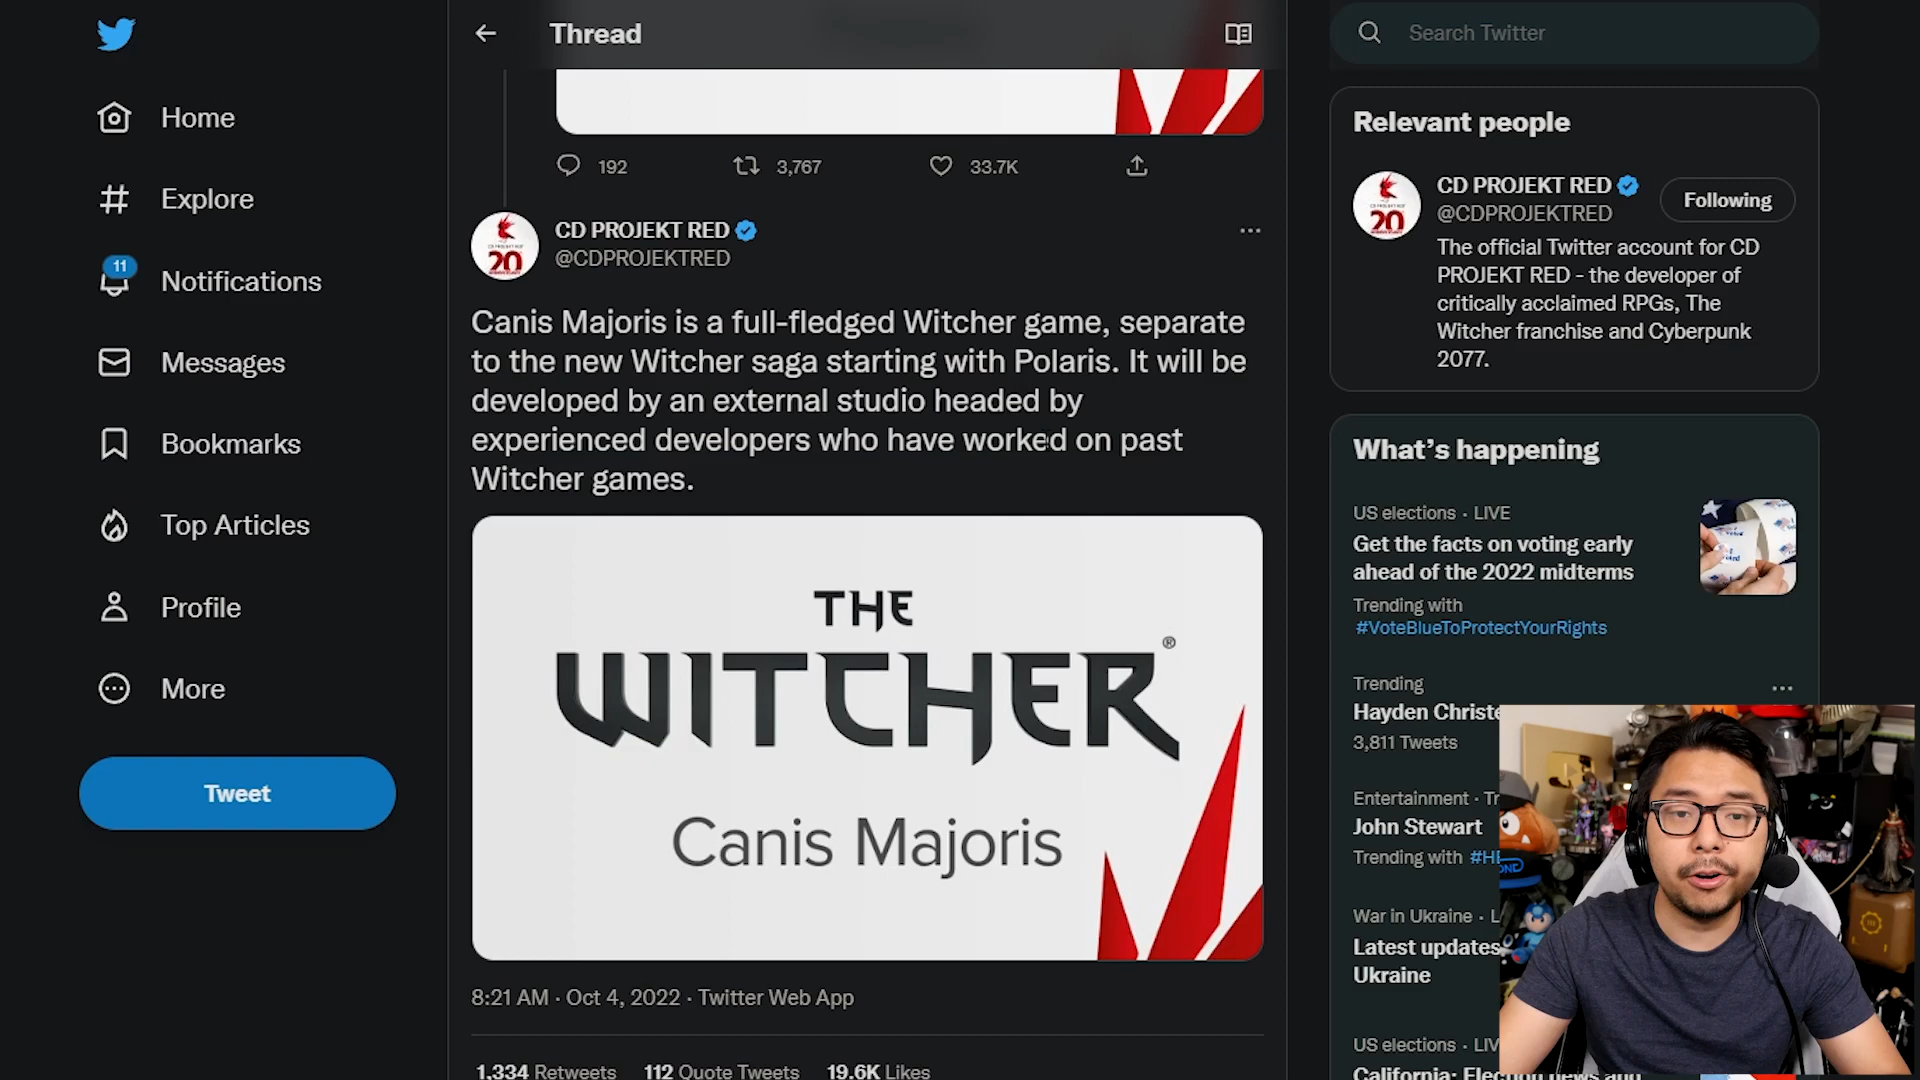 Home
Explore
11
Notifications
Messages
Bookmarks
Top Articles
Profile
More
Tweet
Thread
192
3,767
33.7K
20
CD PROJEKT RED
@CDPROJEKTRED
Canis Majoris is a full-fledged Witcher game, separate
to the new Witcher saga starting with Polaris. It will be
developed by an external studio headed by
experienced developers who have worked on past
Witcher games.
THE
WITCHER®
Canis Majoris
8:21 AM · Oct 4, 2022 · Twitter Web App
1,334 Retweets 112 Quote Tweets 19.6K Likes
Search Twitter
Relevant people
20
CD PROJEKT RED
@CDPROJEKTRED
Following
The official Twitter account for CD
PROJEKT RED - the developer of
critically acclaimed RPGs, The
Witcher franchise and Cyberpunk
2077.
What's happening
US elections · LIVE
Get the facts on voting early
ahead of the 2022 midterms
Trending with
#VoteBlueToProtectYourRights
Trending
Hayden Christe
3,811 Tweets
Entertainment · Tr
John Stewart
Trending with #HE
War in Ukraine · L
Latest updates
Ukraine
US elections · LIV
California: Election news and